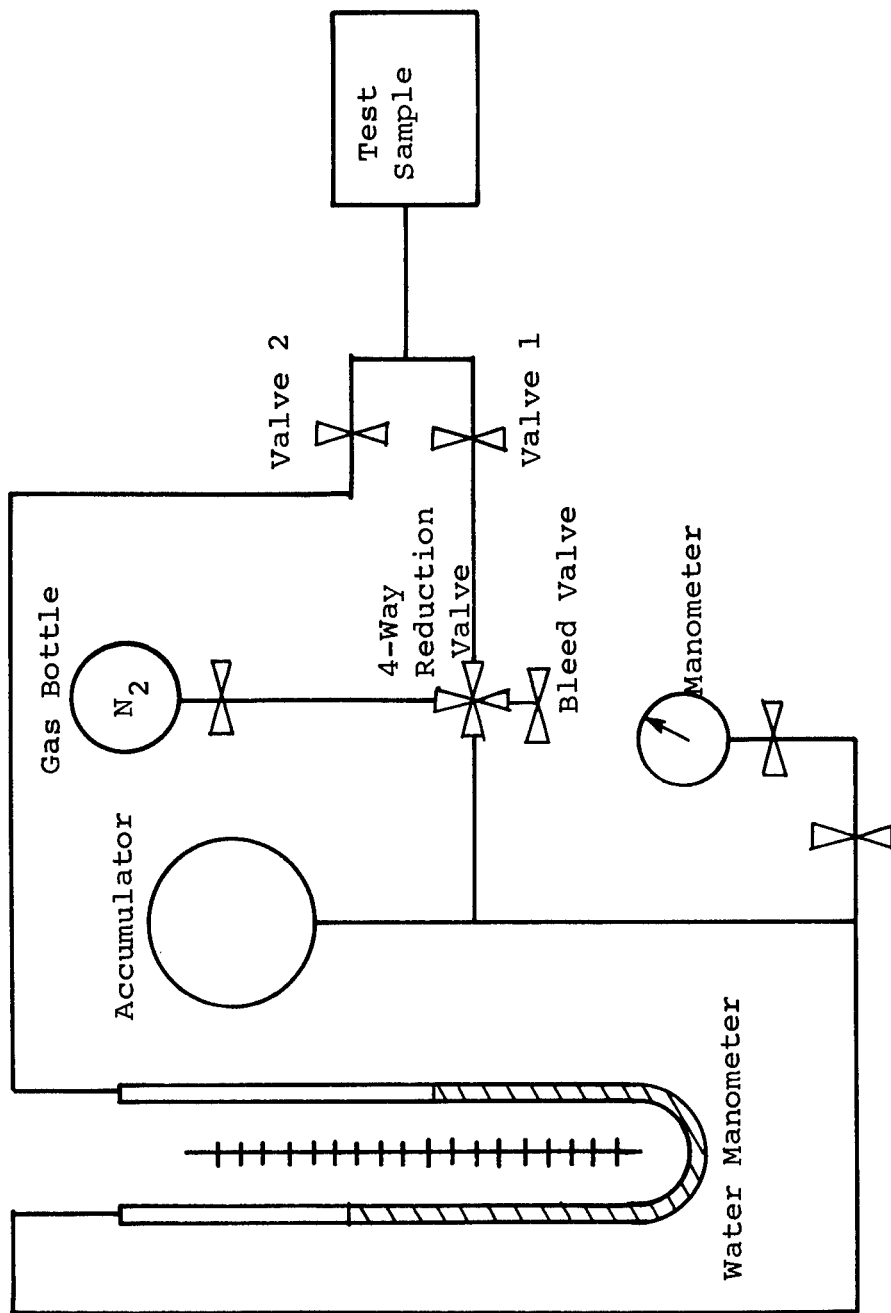 Test
Sample
Valve 2
Valve 1
Gas Bottle
N2
4-Way
Reduction
Valve
Bleed Valve
Manometer
Accumulator
Water Manometer